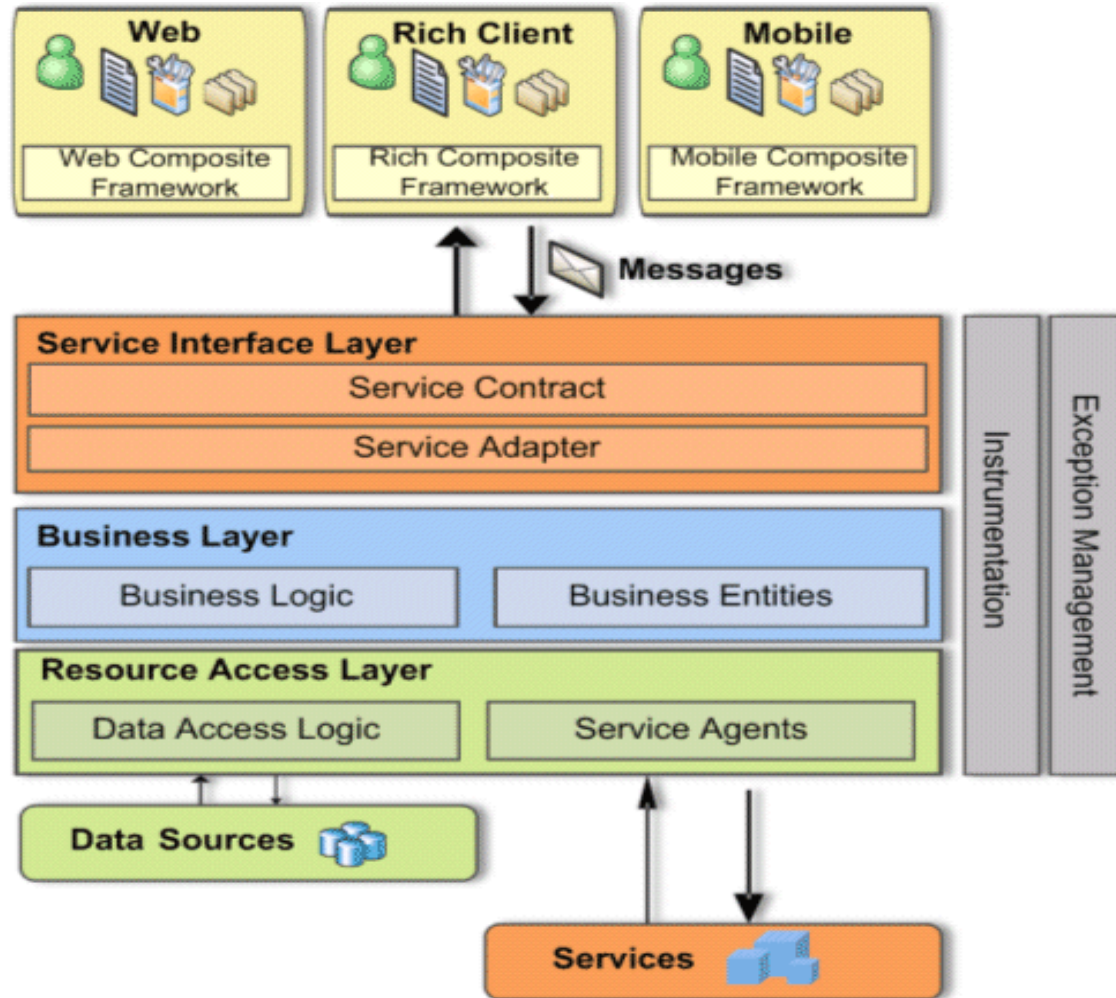 Web
Rich Client
Mobile
Web Composite
Framework
Rich Composite
Framework
Mobile Composite
Framework
Messages
Service Interface Layer
Service Contract
Service Adapter
Business Layer
Business Logic
Business Entities
Resource Access Layer
Data Access Logic
Service Agents
Instrumentation
Exception Management
Data Sources
Services